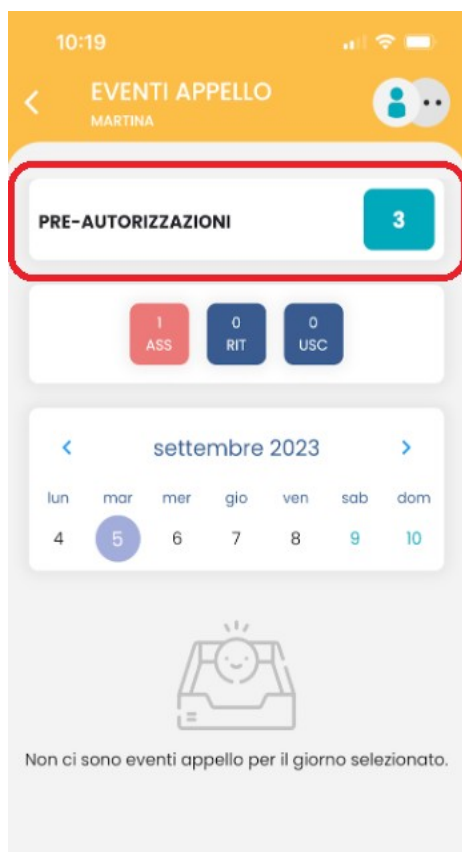 10:19
EVENTI APPELLO
MARTINA
PRE-AUTORIZZAZIONI 3
1 0 0
ASS RIT USC
settembre 2023
lun mar mer gio ven sab dom
4 5 6 7 8 9 10
Non ci sono eventi appello per il giorno selezionato.